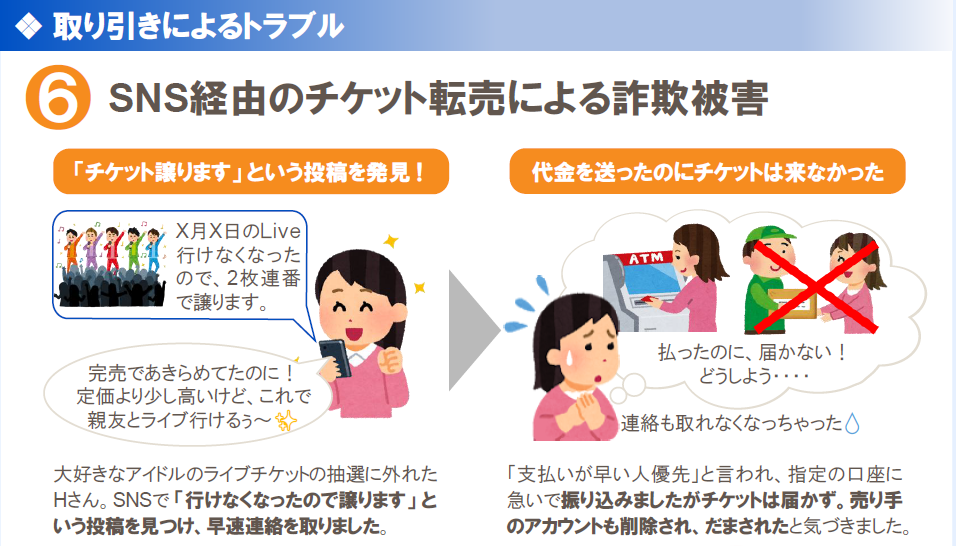 ❖ 取り引きによるトラブル
6 SNS経由のチケット転売による詐欺被害
「チケット譲ります」という投稿を発見！
X月X日のLive
行けなくなった
ので、2枚連番
で譲ります。
完売であきらめてたのに！
定価より少し高いけど、これで
親友とライブ行けるぅ～✨
大好きなアイドルのライブチケットの抽選に外れた
Hさん。SNSで「行けなくなったので譲ります」と
いう投稿を見つけ、早速連絡を取りました。
代金を送ったのにチケットは来なかった
ATM
払ったのに、届かない！
どうしよう････
連絡も取れなくなっちゃった💧
「支払いが早い人優先」と言われ、指定の口座に
急いで振り込みましたがチケットは届かず。売り手
のアカウントも削除され、だまされたと気づきました。